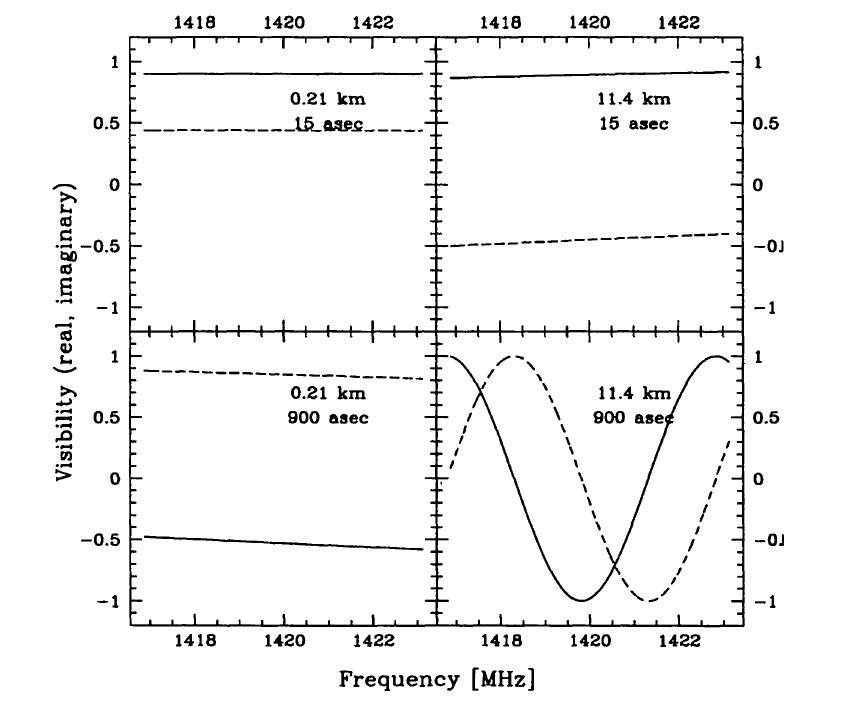 1418 1420 1422 1418 1420 1422
1 1
0.21 km 11.4 km
0.5 15 asec 15 asec 0.5
0 0
−0.5 −0.
−1 −1
Visibility (real, imaginary)
1 1
0.21 km 11.4 km
0.5 900 asec 900 asec 0.5
0 0
−0.5 −0.
−1 −1
1418 1420 1422 1418 1420 1422
Frequency [MHz]